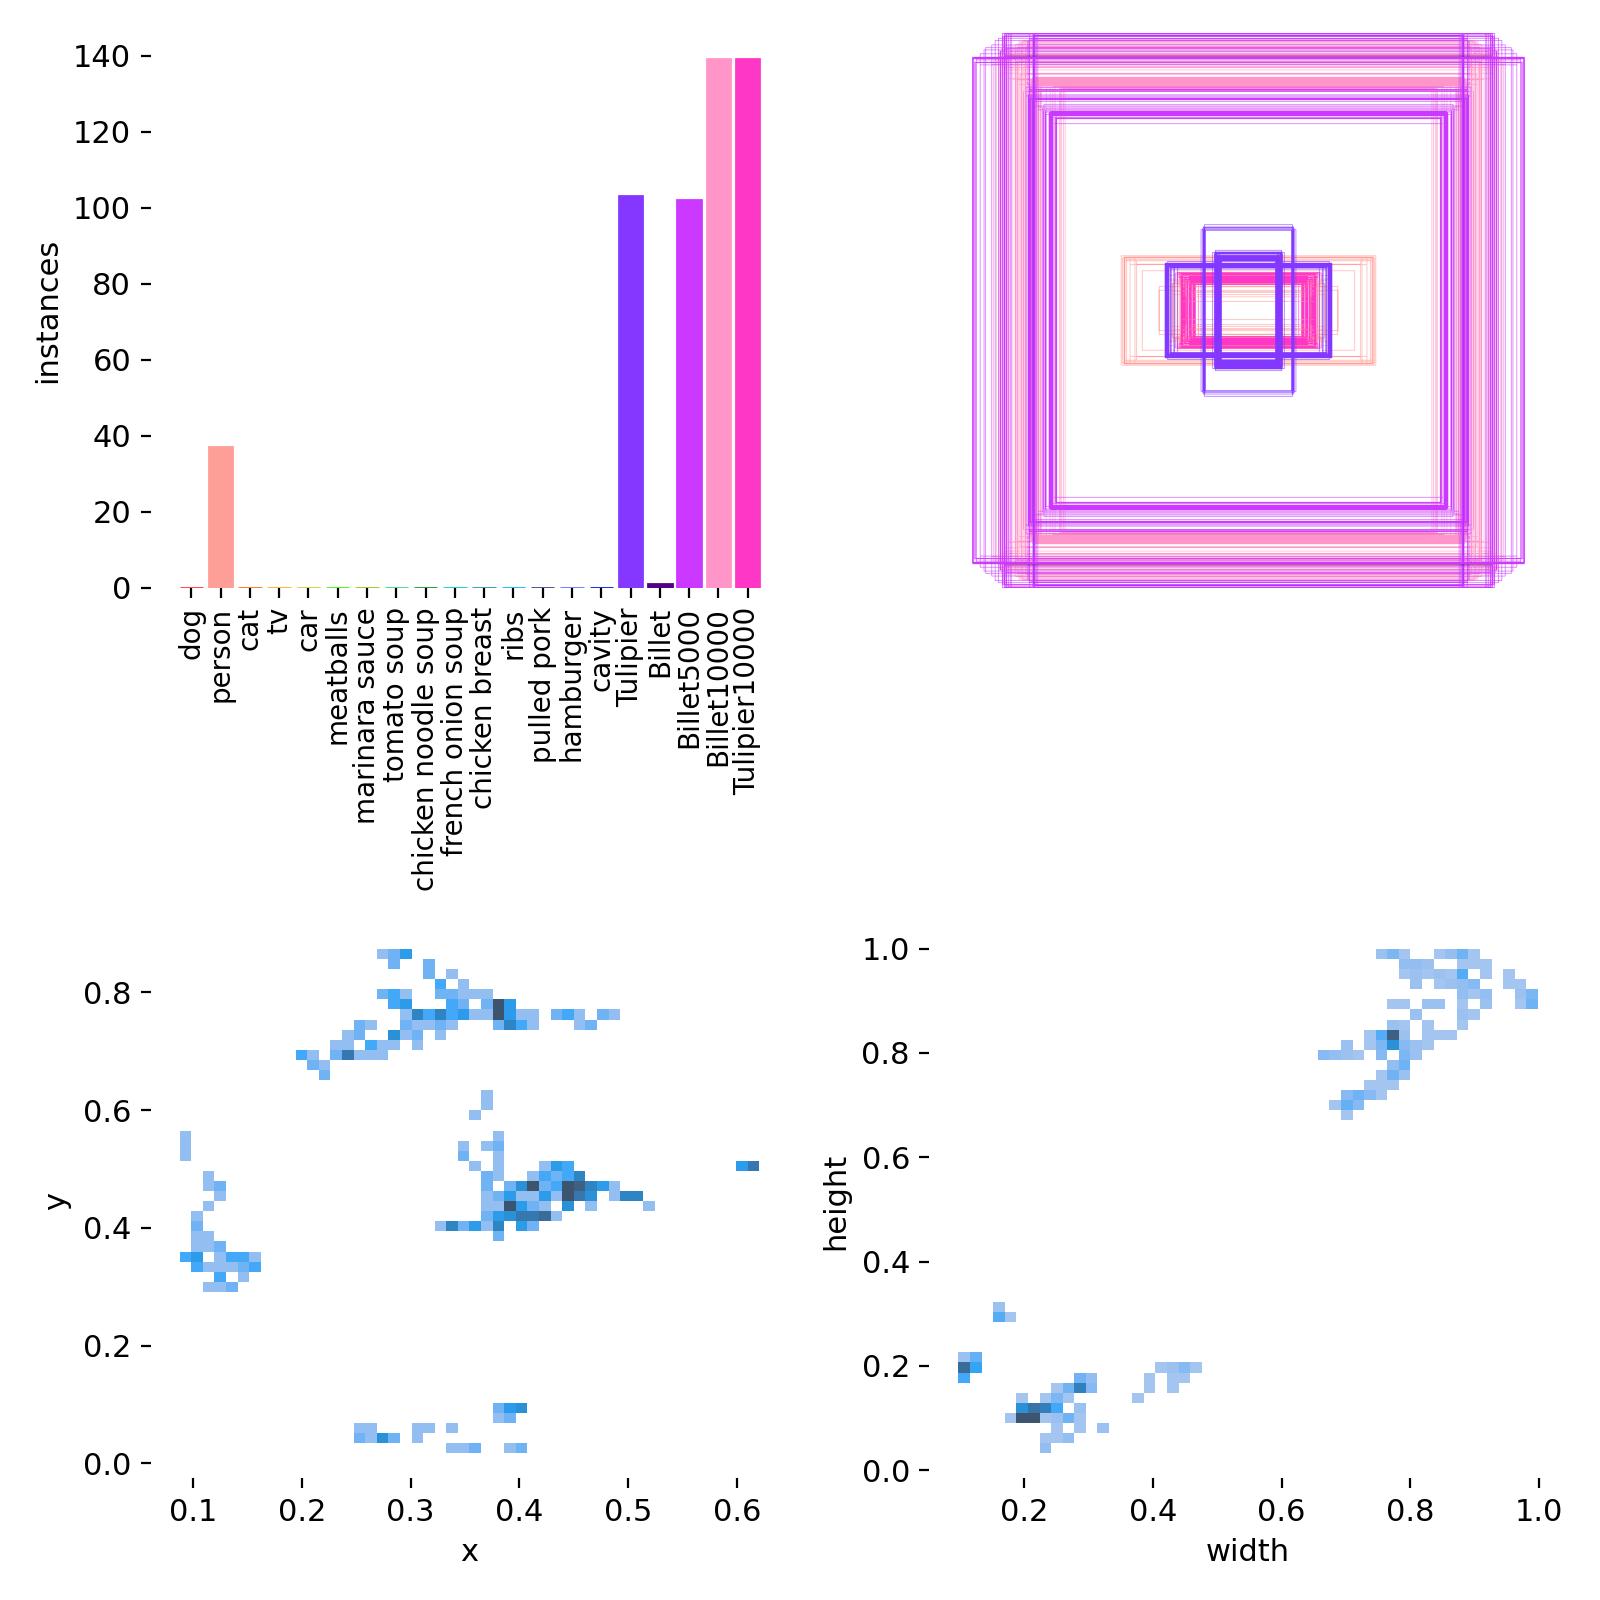 140
120
100
80
60
40
20
0
instances
dog
person
cat
tv
car
meatballs
marinara sauce
tomato soup
chicken noodle soup
french onion soup
chicken breast
ribs
pulled pork
hamburger
cavity
Tulipier
Billet
Billet5000
Billet10000
Tulipier10000
0.8
0.6
0.4
0.2
0.0
y
0.1 0.2 0.3 0.4 0.5 0.6
x
1.0
0.8
0.6
0.4
0.2
0.0
height
0.2 0.4 0.6 0.8 1.0
width